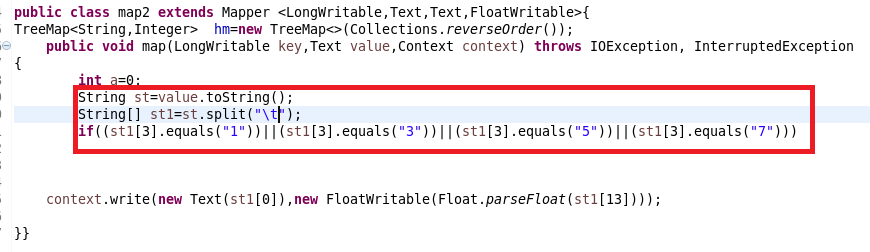 public class map2 extends Mapper <LongWritable,Text,Text,FloatWritable>{
TreeMap<String,Integer>  hm=new TreeMap<>(Collections.reverseOrder());
    public void map(LongWritable key,Text value,Context context) throws IOException, InterruptedException
{
        int a=0;
        String st=value.toString();
        String[] st1=st.split("\t");
        if((st1[3].equals("1"))||(st1[3].equals("3"))||(st1[3].equals("5"))||(st1[3].equals("7")))
    context.write(new Text(st1[0]),new FloatWritable(Float.parseFloat(st1[13])));
}}